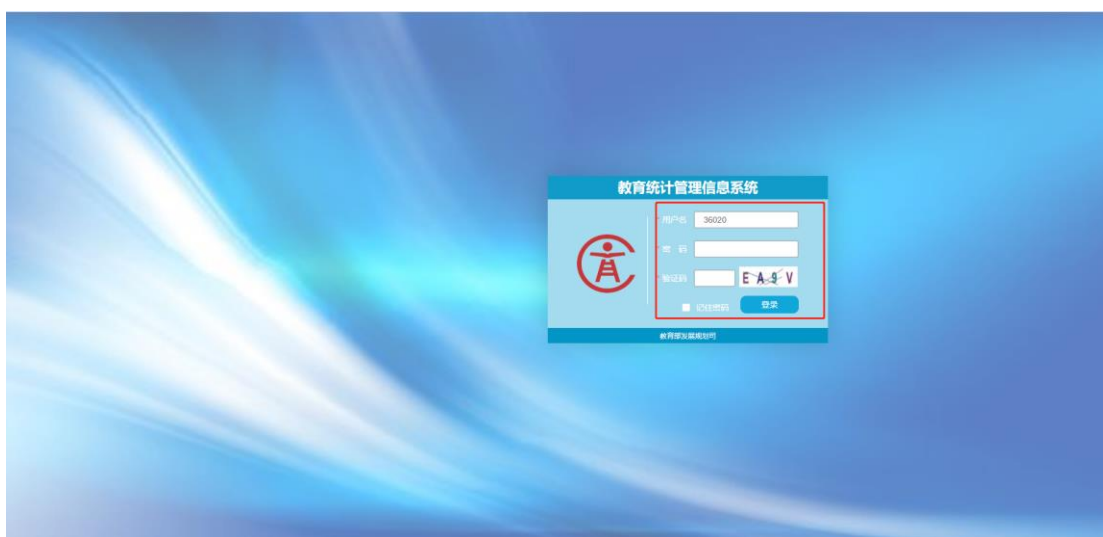 教育统计管理信息系统
用户名 36020
密 码
验证码 E A 9 V
记住密码 登录
教育部发展规划司